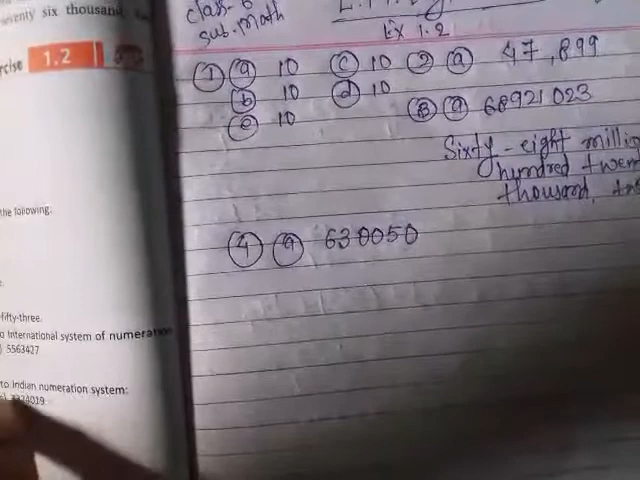 seventy six thousand
class-6
sub. math
Ex 1.2
1.2
① ⓐ 10 ⓒ 10 ② ⓐ 47,899
ⓑ 10 ⓓ 10
ⓔ 10 ③ ⓐ 68921023
Sixty-eight
hundred
thousand,
the following:
④ ⓐ 630050
fifty-three.
International system of numeration
5563427
to Indian numeration system: